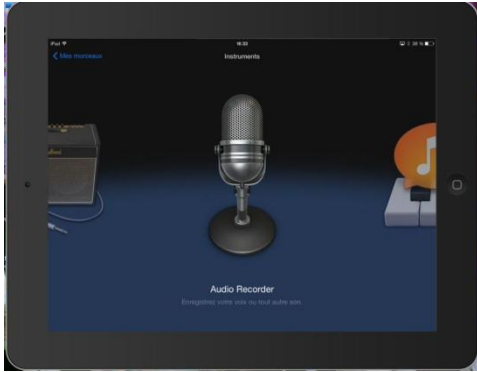 iPad
16:32
< Mes morceaux
Instruments
Audio Recorder
Enregistrez votre voix ou tout autre son.